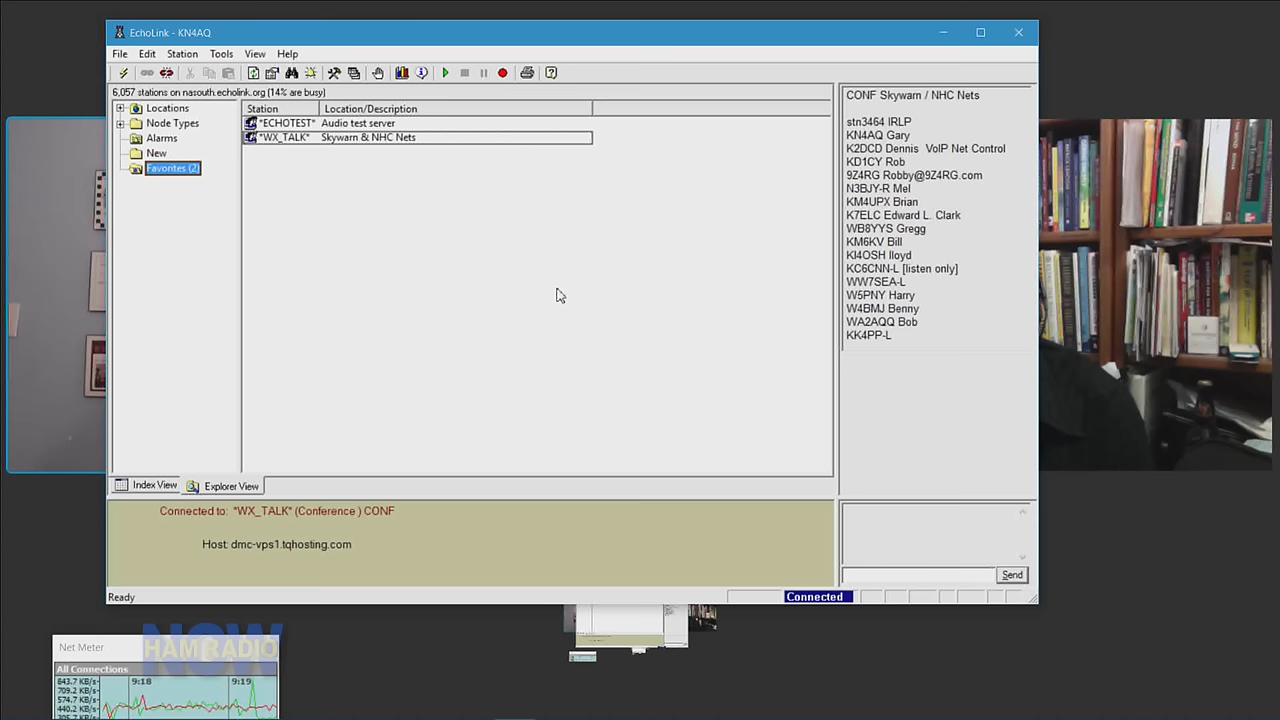 EchoLink - KN4AQ
File Edit Station Tools View Help
6,057 stations on nasouth.echolink.org (14% are busy)
Locations
Node Types
Alarms
New
Favorites (2)
Station Location/Description
*ECHOTEST* Audio test server
*WX_TALK* Skywarn & NHC Nets
CONF Skywarn / NHC Nets
stn3464 IRLP
KN4AQ Gary
K2DCD Dennis VoIP Net Control
KD1CY Rob
9Z4RG Robby@9Z4RG.com
N3BJY-R Mel
KM4UPX Brian
K7ELC Edward L. Clark
WB8YYS Gregg
KM6KV Bill
KI4OSH lloyd
KC6CNN-L [listen only]
WW7SEA-L
W5PNY Harry
W4BMJ Benny
WA2AQQ Bob
KK4PP-L
Index View Explorer View
Connected to: *WX_TALK* (Conference ) CONF
Host: dmc-vps1.tqhosting.com
Send
Ready Connected
Net Meter
NOW
HAM RADIO
All Connections
843.7 KB/s
709.2 KB/s
574.7 KB/s
440.2 KB/s
305.7 KB/s
9:18 9:19